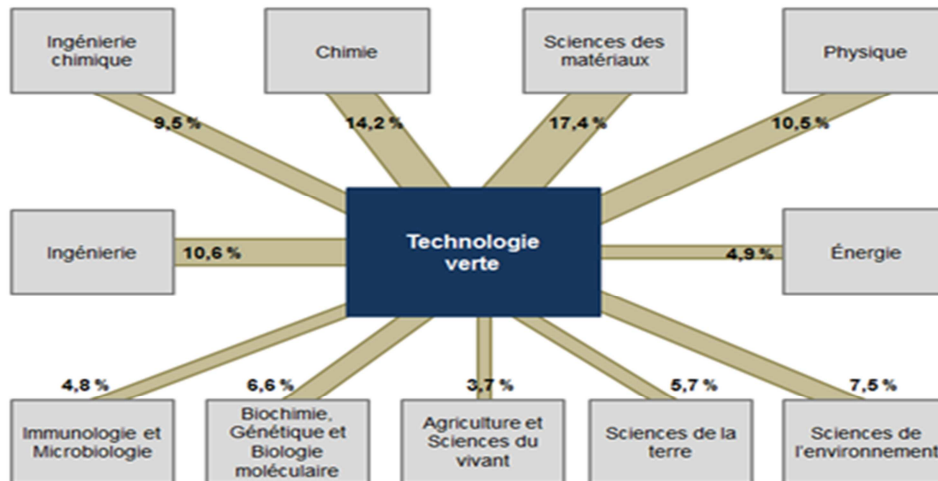 Ingénierie
chimique
Chimie
Sciences des
matériaux
Physique
9,5 %
14,2 %
17,4 %
10,5 %
Ingénierie
10,6 %
Technologie
verte
4,9 %
Énergie
4,8 %
6,6 %
3,7 %
5,7 %
7,5 %
Immunologie et
Microbiologie
Biochimie,
Génétique et
Biologie
moléculaire
Agriculture et
Sciences du
vivant
Sciences de la
terre
Sciences de
l'environnement